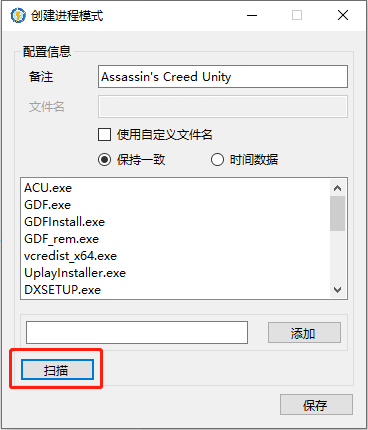 创建进程模式
配置信息
备注 Assassin's Creed Unity
文件名
使用自定义文件名
保持一致 时间数据
ACU.exe
GDF.exe
GDFInstall.exe
GDF_rem.exe
vcredist_x64.exe
UplayInstaller.exe
DXSETUP.exe
添加
扫描
保存